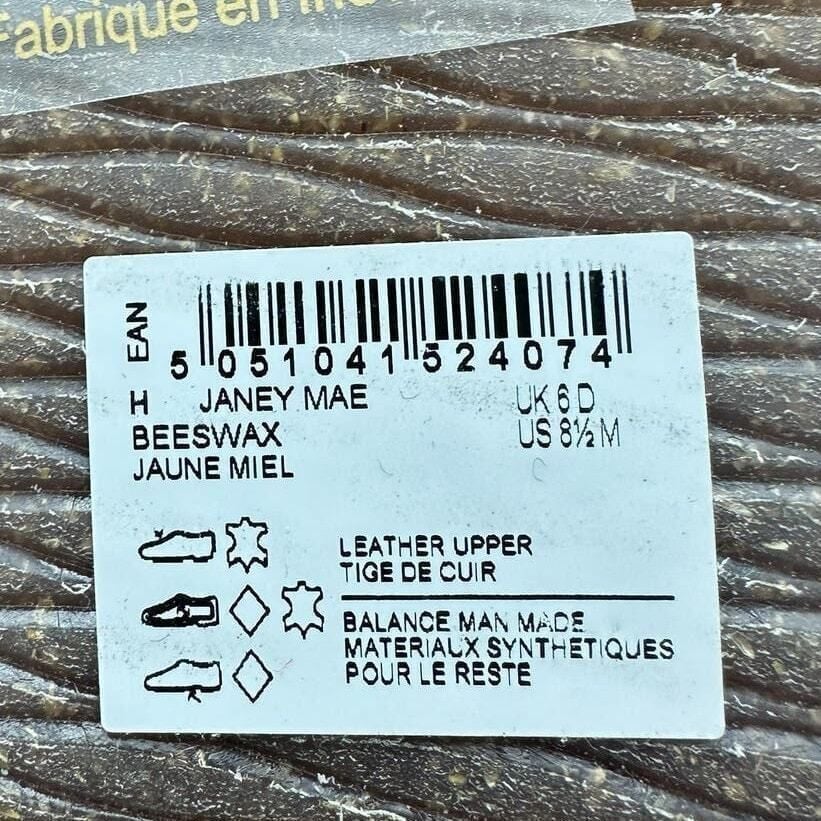 Fabriqué en
EAN
5 051041 524074
H JANEY MAE UK 6 D
BEESWAX US 8½ M
JAUNE MIEL
LEATHER UPPER
TIGE DE CUIR
BALANCE MAN MADE
MATERIAUX SYNTHETIQUES
POUR LE RESTE